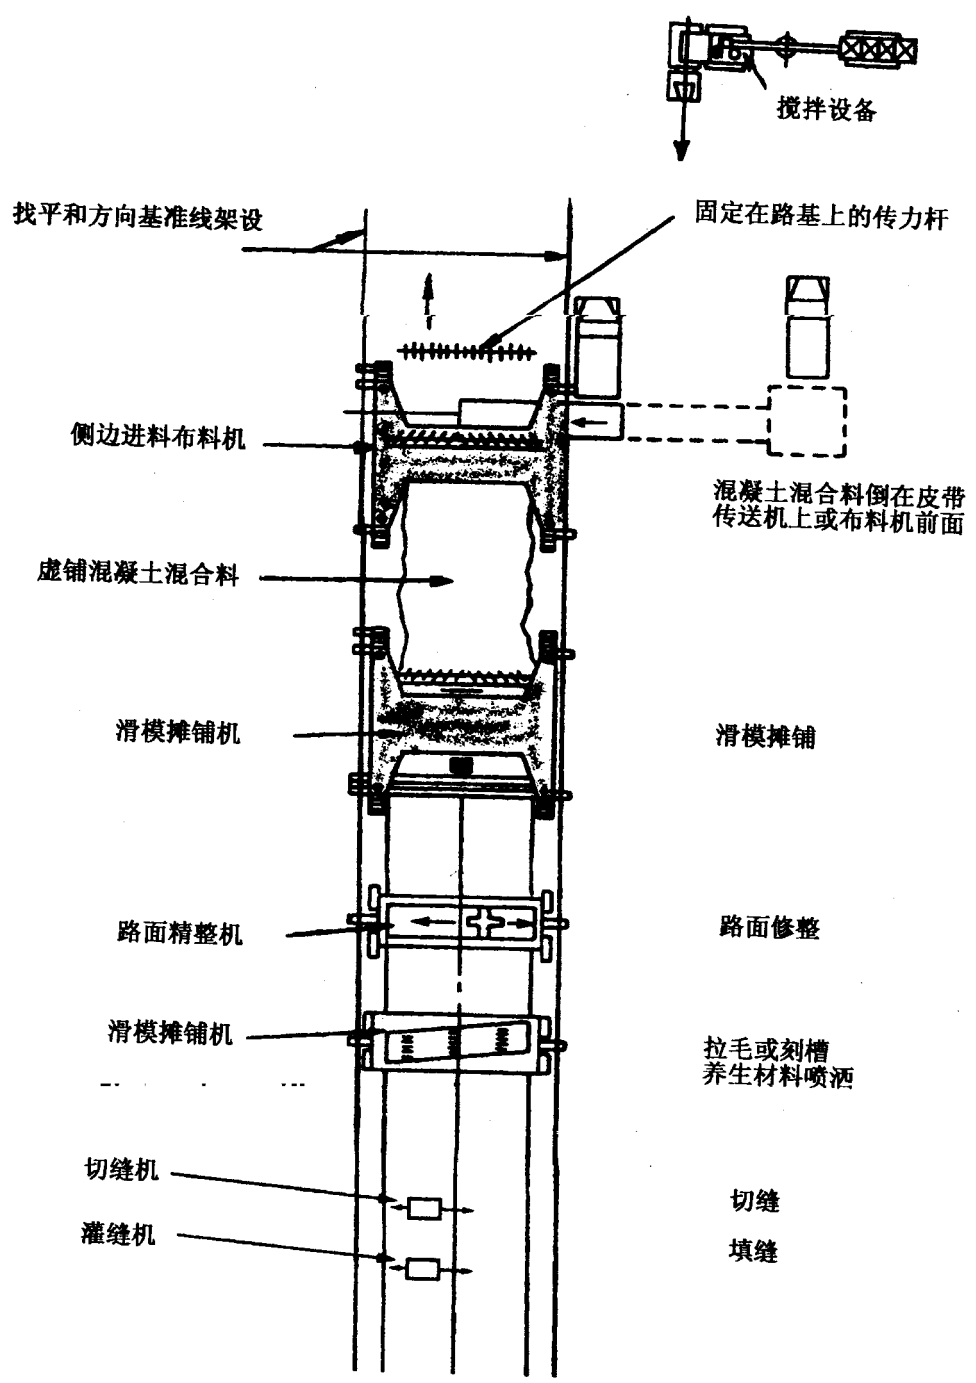 搅拌设备
找平和方向基准线架设
固定在路基上的传力杆
侧边进料布料机
混凝土混合料倒在皮带
传送机上或布料机前面
虚铺混凝土混合料
滑模摊铺机
滑模摊铺
路面精整机
路面修整
滑模摊铺机
拉毛或刻槽
养生材料喷洒
切缝机
切缝
灌缝机
填缝